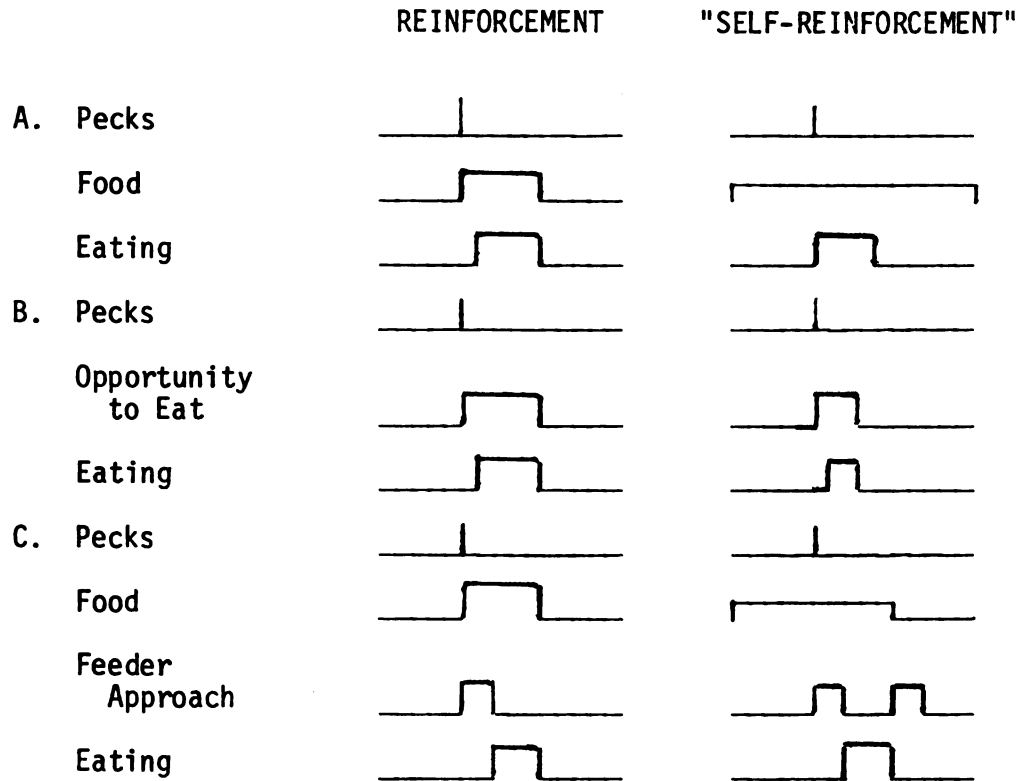 REINFORCEMENT "SELF-REINFORCEMENT"
A. Pecks
Food
Eating
B. Pecks
Opportunity
to Eat
Eating
C. Pecks
Food
Feeder
Approach
Eating